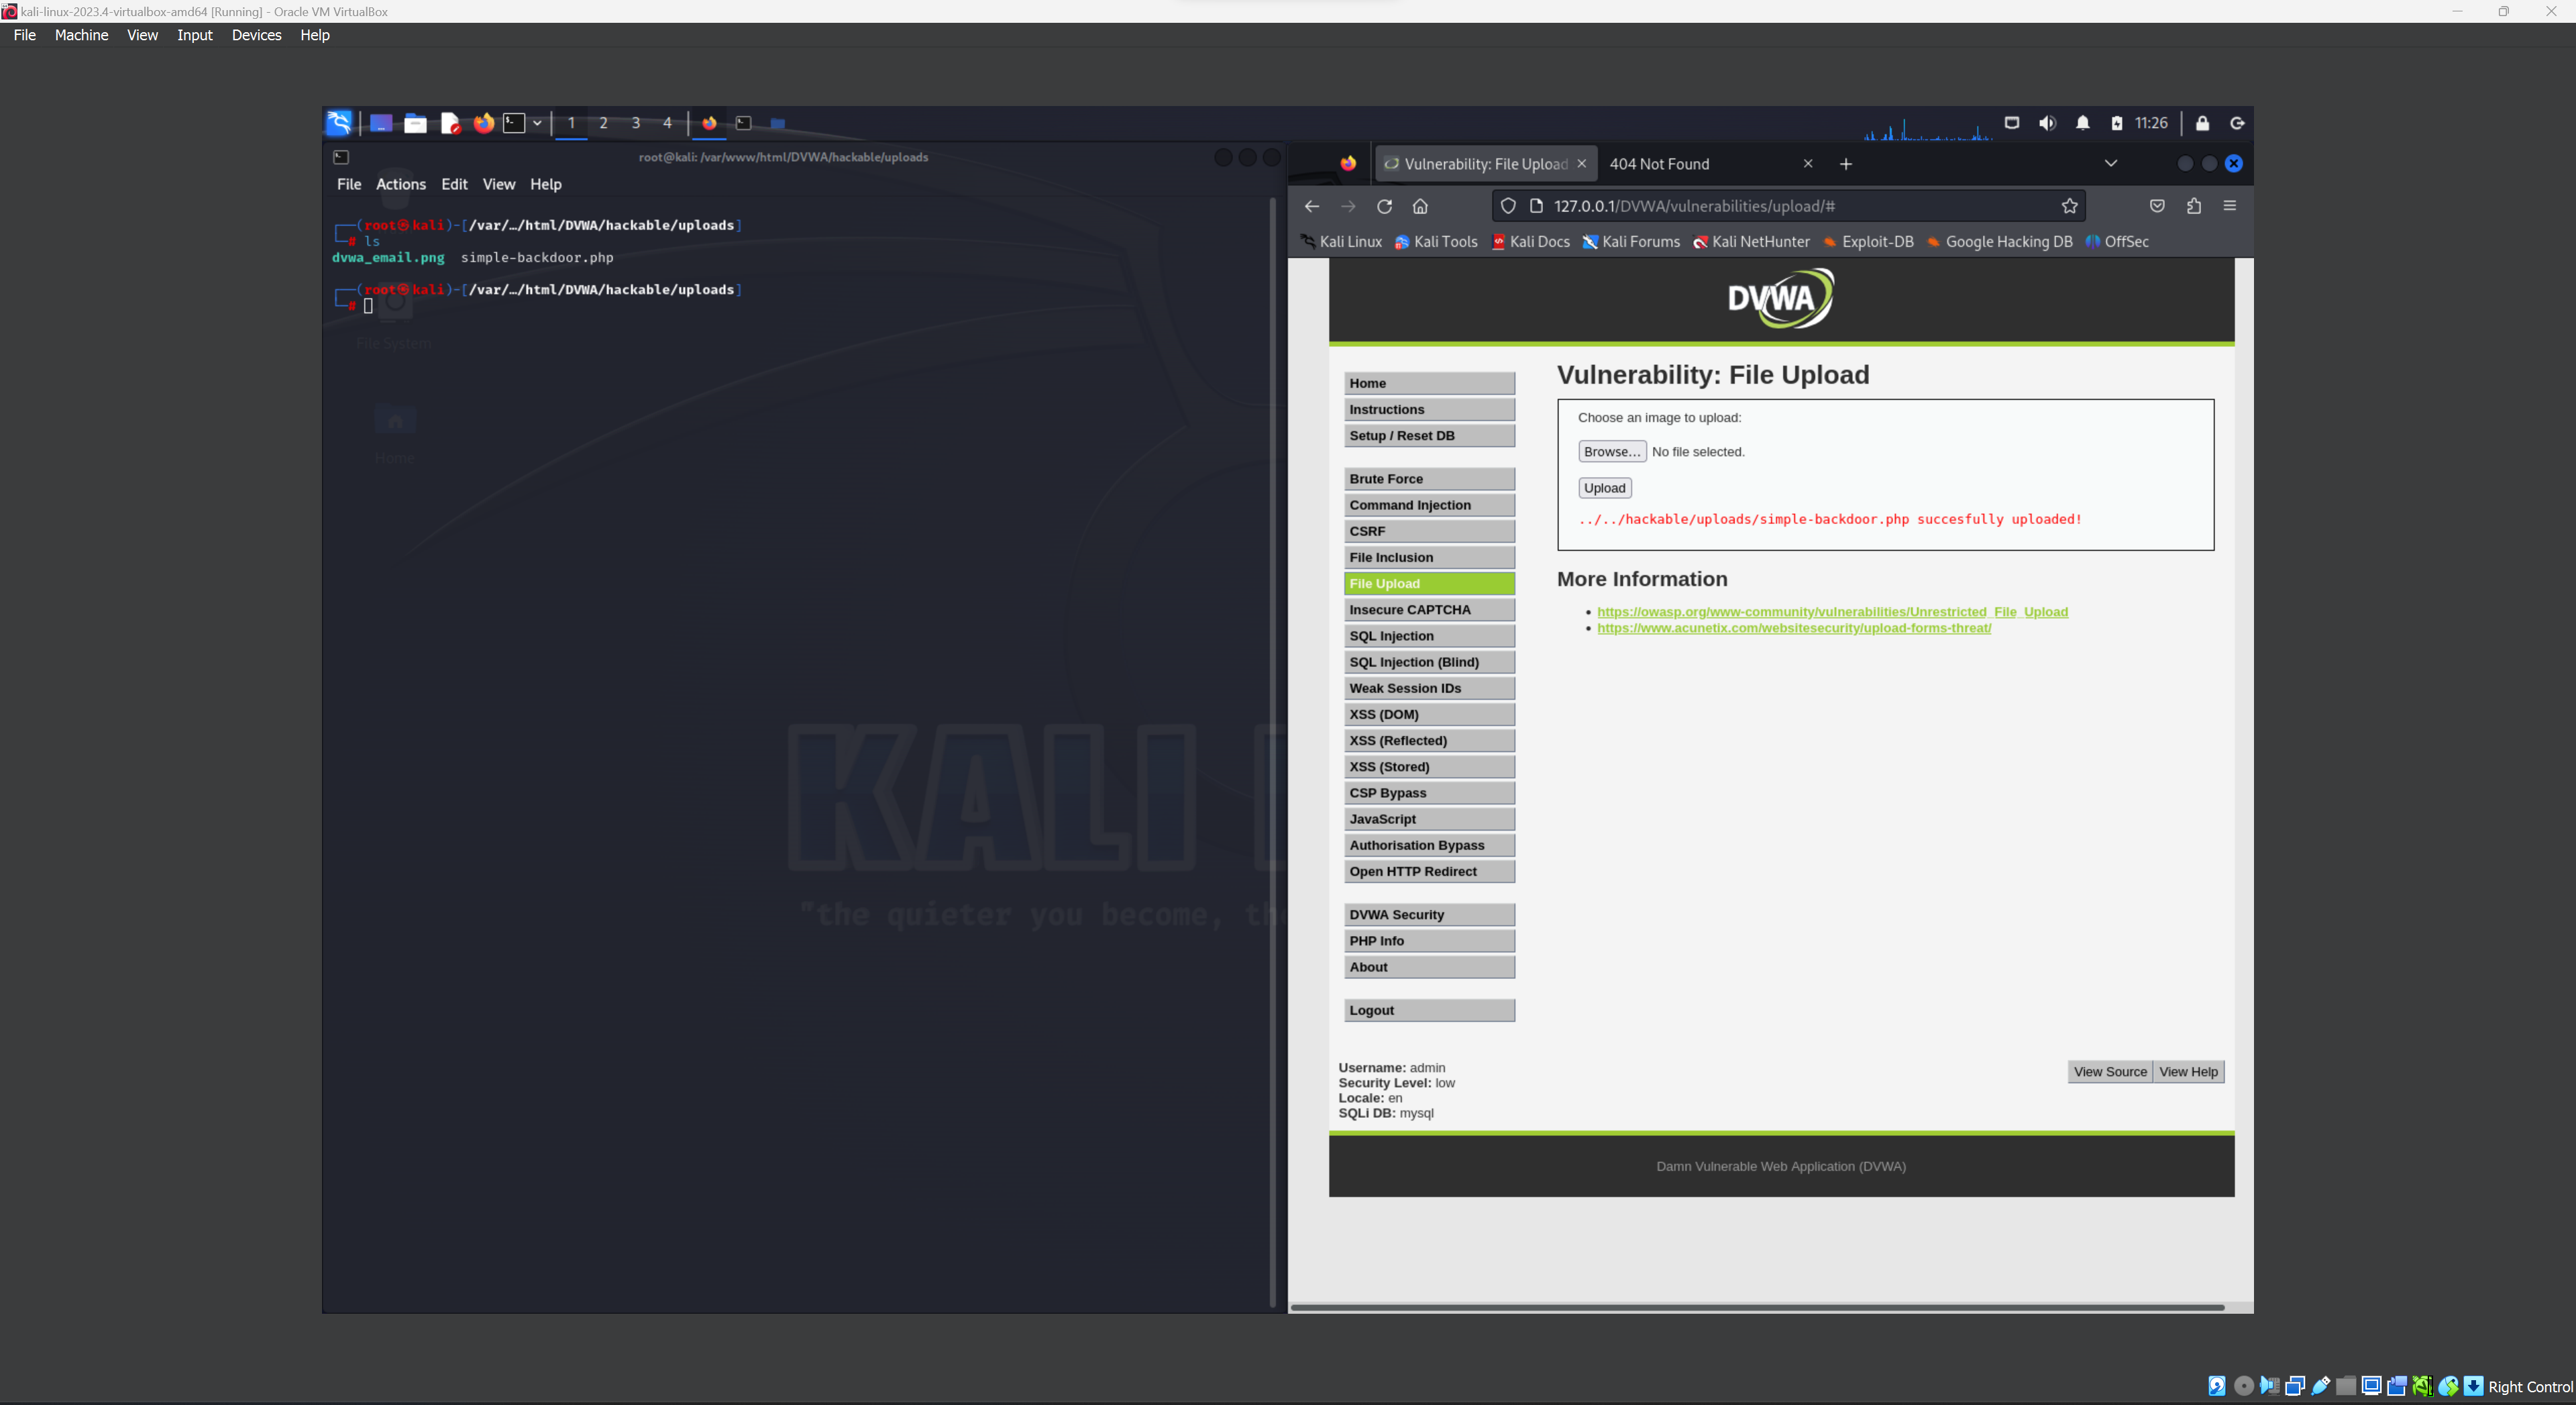 kali-linux-2023.4-virtualbox-amd64 [Running] - Oracle VM VirtualBox
File Machine View Input Devices Help
1 2 3 4
11:26
root@kali: /var/www/html/DVWA/hackable/uploads
File Actions Edit View Help
(root㉿kali)-[/var/…/html/DVWA/hackable/uploads]
# ls
dvwa_email.png simple-backdoor.php
(root㉿kali)-[/var/…/html/DVWA/hackable/uploads]
#
File System
Home
KALI
"the quieter you become, th
Vulnerability: File Upload
404 Not Found
127.0.0.1/DVWA/vulnerabilities/upload/#
Kali Linux Kali Tools Kali Docs Kali Forums Kali NetHunter Exploit-DB Google Hacking DB OffSec
DVWA
Home
Instructions
Setup / Reset DB
Brute Force
Command Injection
CSRF
File Inclusion
File Upload
Insecure CAPTCHA
SQL Injection
SQL Injection (Blind)
Weak Session IDs
XSS (DOM)
XSS (Reflected)
XSS (Stored)
CSP Bypass
JavaScript
Authorisation Bypass
Open HTTP Redirect
DVWA Security
PHP Info
About
Logout
Vulnerability: File Upload
Choose an image to upload:
Browse... No file selected.
Upload
../../hackable/uploads/simple-backdoor.php succesfully uploaded!
More Information
https://owasp.org/www-community/vulnerabilities/Unrestricted_File_Upload
https://www.acunetix.com/websitesecurity/upload-forms-threat/
Username: admin
Security Level: low
Locale: en
SQLi DB: mysql
View Source View Help
Damn Vulnerable Web Application (DVWA)
Right Control